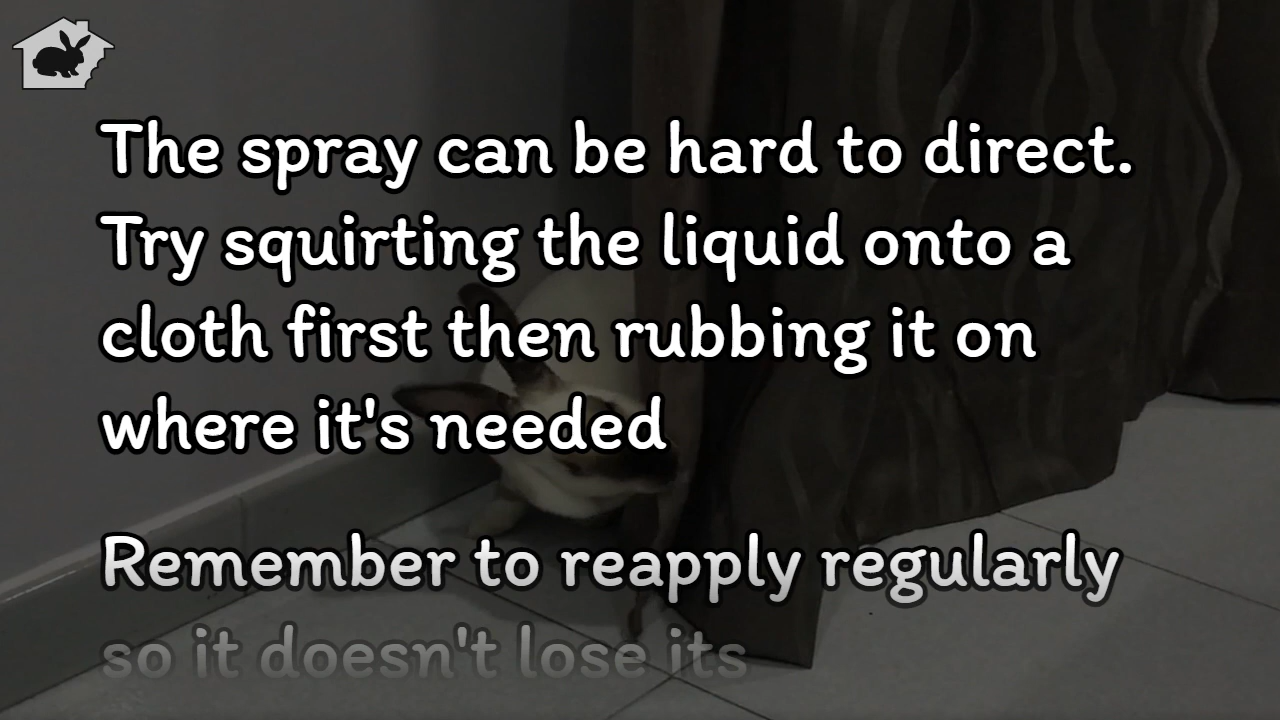 The spray can be hard to direct.
Try squirting the liquid onto a
cloth first then rubbing it on
where it's needed
Remember to reapply regularly
so it doesn't lose its